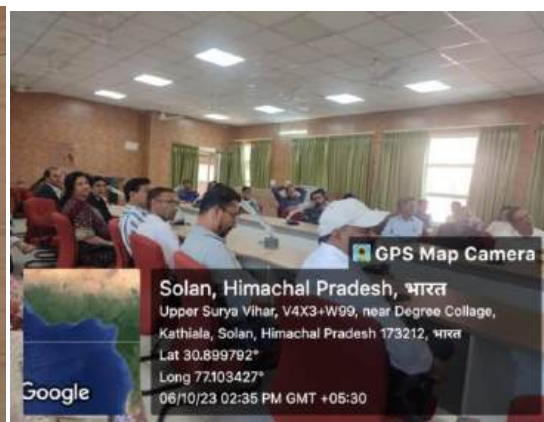 GPS Map Camera
Solan, Himachal Pradesh, भारत
Upper Surya Vihar, V4X3+W99, near Degree Collage,
Kathiala, Solan, Himachal Pradesh 173212, भारत
Lat 30.899792°
Long 77.103427°
06/10/23 02:35 PM GMT +05:30
Google